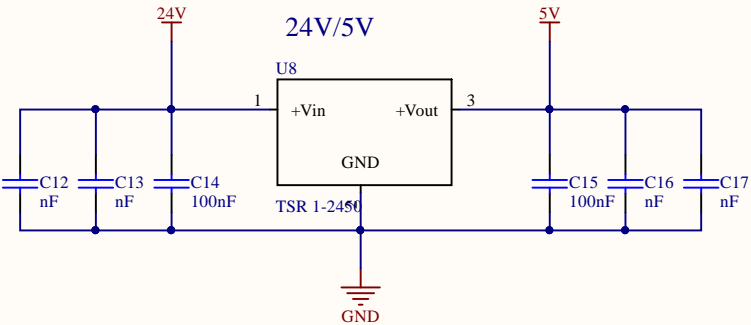 24V
24V/5V
5V
U8
1
+Vin
+Vout
3
GND
C12
nF
C13
nF
C14
100nF
C15
100nF
C16
nF
C17
nF
TSR 1-2450
2
GND